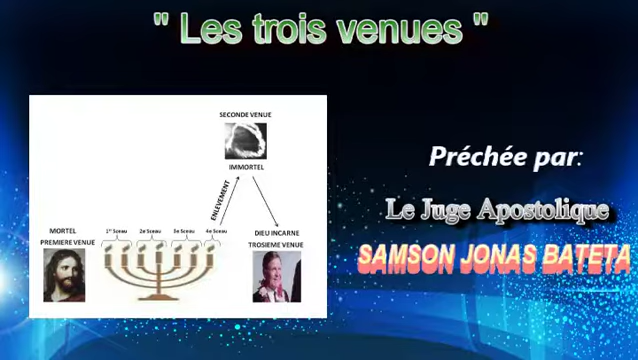 " Les trois venues "
SECONDE VENUE
IMMORTEL
ENLEVEMENT
MORTEL
PREMIERE VENUE
1er Sceau 2e Sceau 3e Sceau 4e Sceau
DIEU INCARNE
TROSIEME VENUE
Préchée par:
Le Juge Apostolique
SAMSON JONAS BATETA